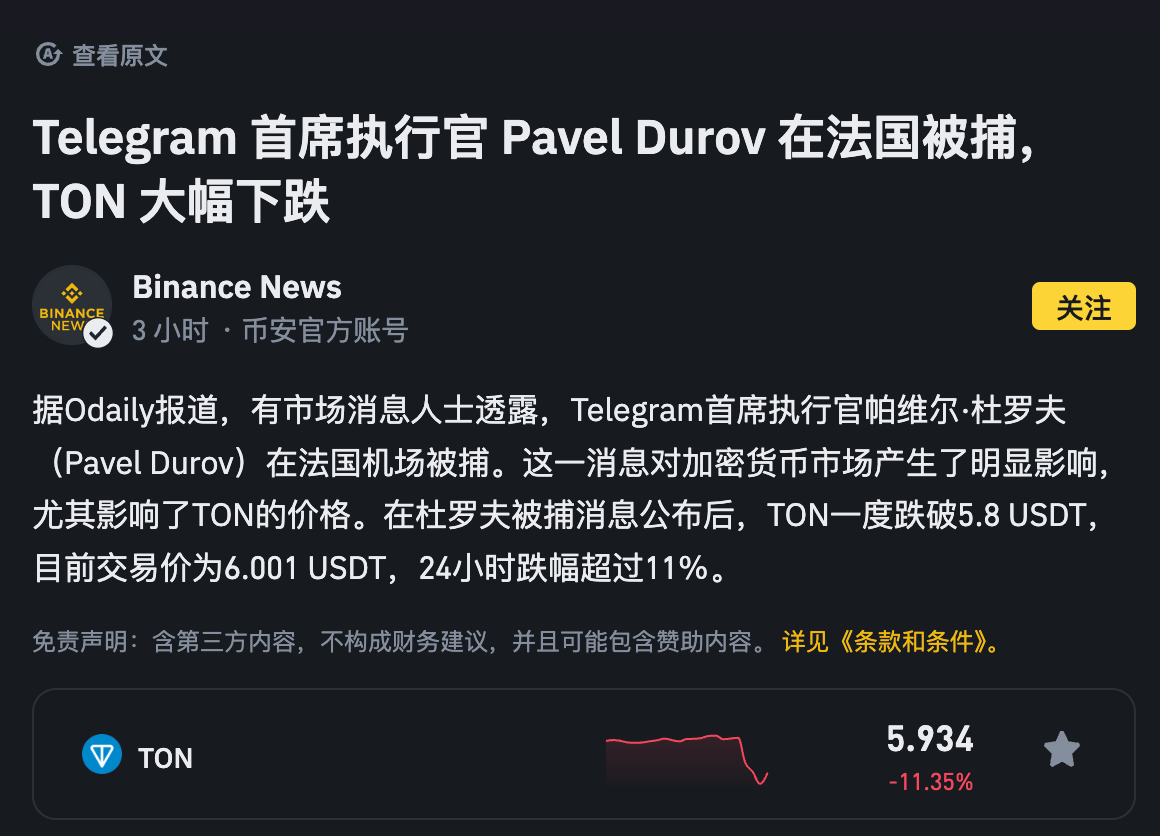 查看原文
Telegram 首席执行官 Pavel Durov 在法国被捕，
TON 大幅下跌
BINANCE
NEW
Binance News
3 小时 · 币安官方账号
关注
据Odaily报道，有市场消息人士透露，Telegram首席执行官帕维尔·杜罗夫
（Pavel Durov）在法国机场被捕。这一消息对加密货币市场产生了明显影响，
尤其影响了TON的价格。在杜罗夫被捕消息公布后，TON一度跌破5.8 USDT，
目前交易价为6.001 USDT，24小时跌幅超过11%。
免责声明：含第三方内容，不构成财务建议，并且可能包含赞助内容。 详见《条款和条件》。
TON
5.934
-11.35%